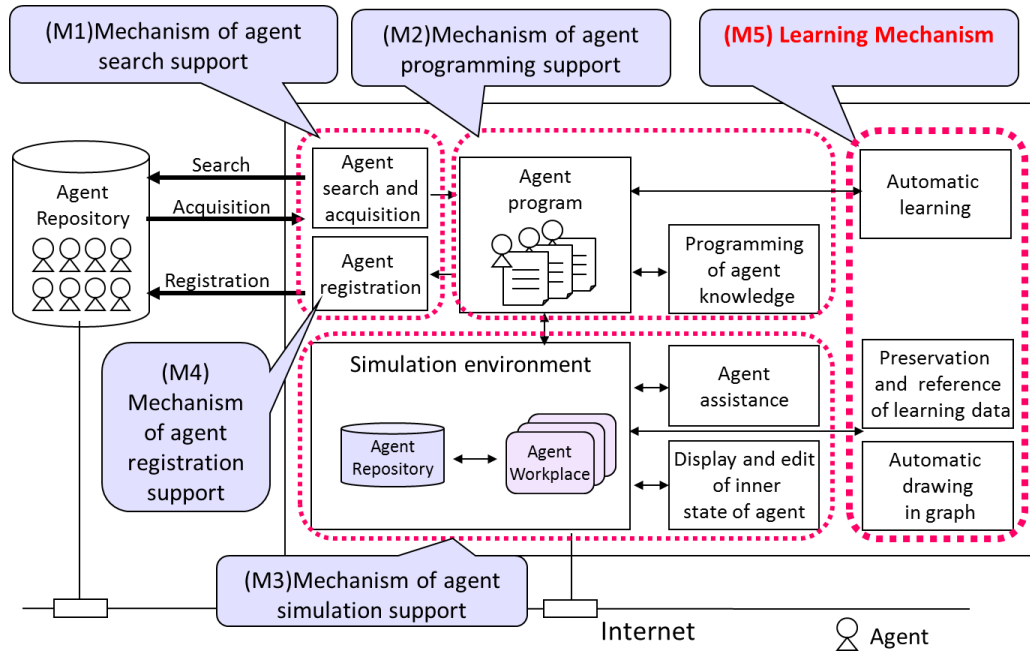 (M1)Mechanism of agent
search support
(M2)Mechanism of agent
programming support
(M5) Learning Mechanism
Agent
Repository
Search
Acquisition
Registration
Agent
search and
acquisition
Agent
registration
Agent
program
Programming
of agent
knowledge
Automatic
learning
(M4)
Mechanism
of agent
registration
support
Simulation environment
Agent
Repository
Agent
Workplace
Agent
assistance
Display and edit
of inner
state of agent
Preservation
and reference
of learning data
Automatic
drawing
in graph
(M3)Mechanism of agent
simulation support
Internet
Agent